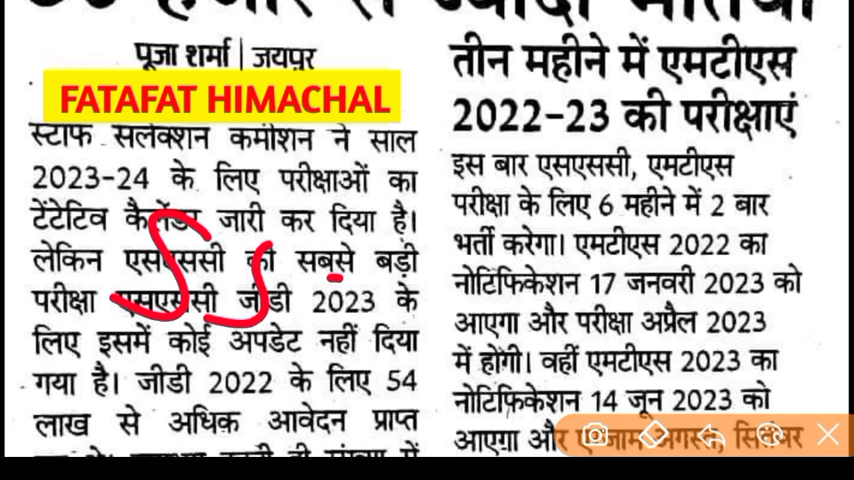 पूजा शर्मा | जयपुर
FATAFAT HIMACHAL
स्टाफ सलेक्शन कमीशन ने साल
2023-24 के लिए परीक्षाओं का
टेंटेटिव कैलेंडर जारी कर दिया है।
लेकिन एसएससी की सबसे बड़ी
परीक्षा एसएससी जीडी 2023 के
लिए इसमें कोई अपडेट नहीं दिया
गया है। जीडी 2022 के लिए 54
लाख से अधिक आवेदन प्राप्त
तीन महीने में एमटीएस
2022-23 की परीक्षाएं
इस बार एसएससी, एमटीएस
परीक्षा के लिए 6 महीने में 2 बार
भर्ती करेगा। एमटीएस 2022 का
नोटिफिकेशन 17 जनवरी 2023 को
आएगा और परीक्षा अप्रैल 2023
में होगी। वहीं एमटीएस 2023 का
नोटिफिकेशन 14 जून 2023 को
आएगा और एग्जाम अगस्त, सितंबर